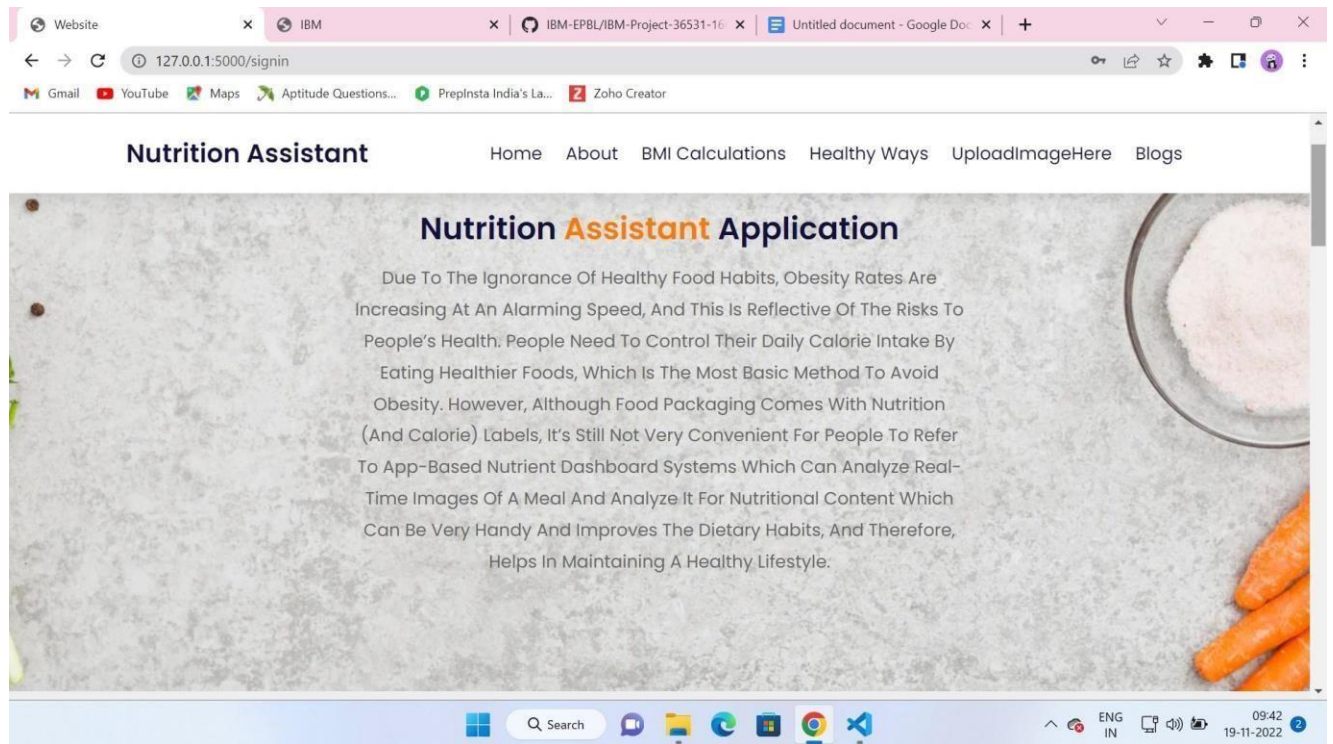 Website
IBM
IBM-EPBL/IBM-Project-36531-16
Untitled document - Google Doc
127.0.0.1:5000/signin
Gmail YouTube Maps Aptitude Questions... PrepInsta India's La... Zoho Creator
Nutrition Assistant Home About BMI Calculations Healthy Ways UploadImageHere Blogs
Nutrition Assistant Application
Due To The Ignorance Of Healthy Food Habits, Obesity Rates Are
Increasing At An Alarming Speed, And This Is Reflective Of The Risks To
People's Health. People Need To Control Their Daily Calorie Intake By
Eating Healthier Foods, Which Is The Most Basic Method To Avoid
Obesity. However, Although Food Packaging Comes With Nutrition
(And Calorie) Labels, It's Still Not Very Convenient For People To Refer
To App-Based Nutrient Dashboard Systems Which Can Analyze Real-
Time Images Of A Meal And Analyze It For Nutritional Content Which
Can Be Very Handy And Improves The Dietary Habits, And Therefore,
Helps In Maintaining A Healthy Lifestyle.
Search
ENG
IN
09:42
19-11-2022
2